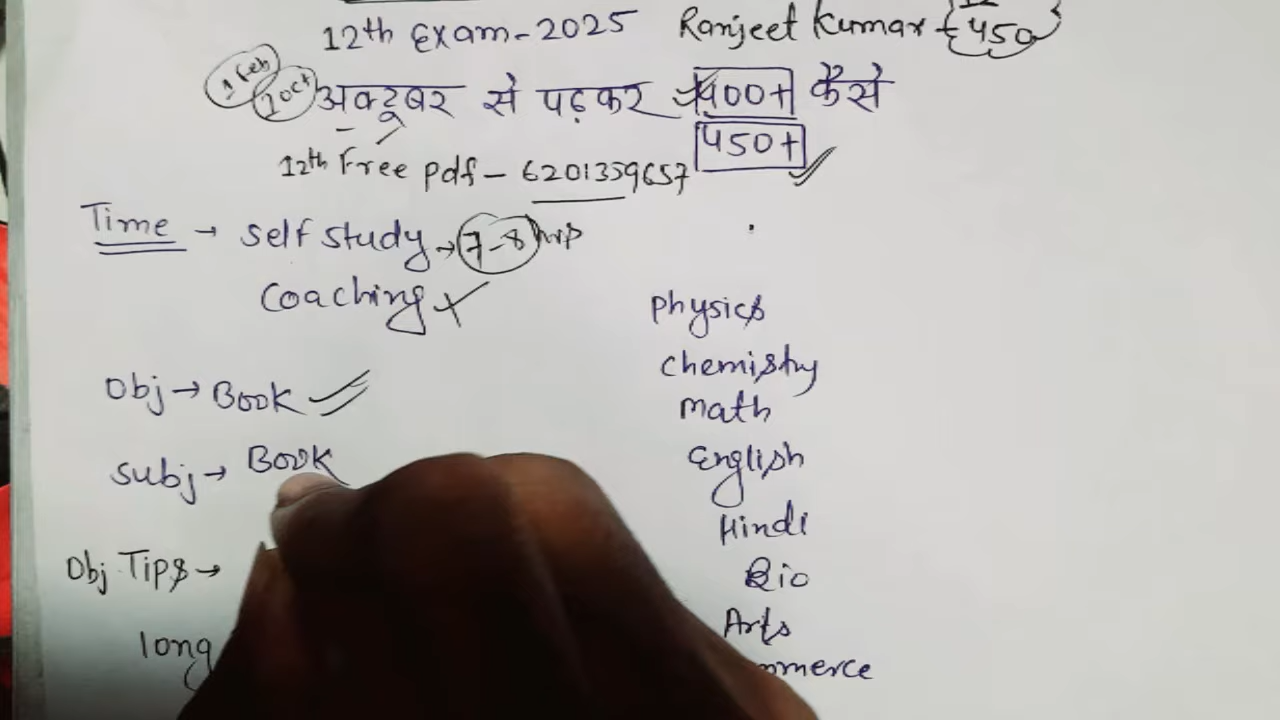 12th Exam-2025 Ranjeet Kumar - 450
1 Feb
1 Oct
अक्टूबर से पढ़कर 400+ कैसे
450+
12th Free pdf - 6201359657
Time → Self study → 7-8 hrs
Coaching ✗
Physics
Chemistry
Obj → Book
Math
Subj → Book
English
Hindi
Obj Tips →
Bio
Arts
long